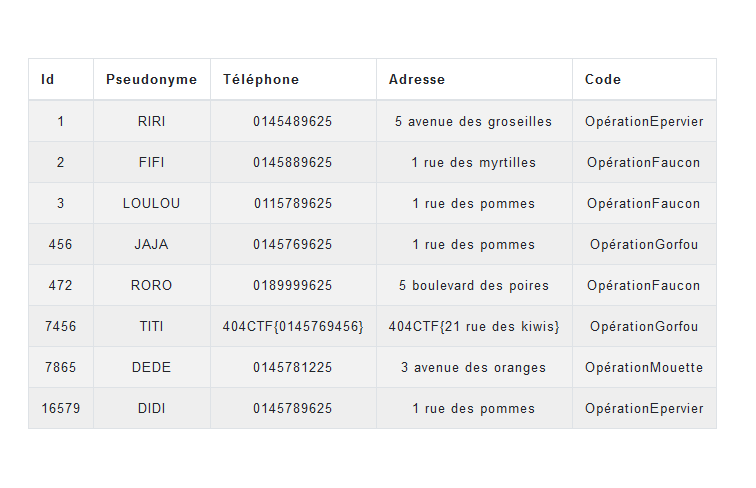 Id Pseudonyme Téléphone Adresse Code
1 RIRI 0145489625 5 avenue des groseilles OpérationEpervier
2 FIFI 0145889625 1 rue des myrtilles OpérationFaucon
3 LOULOU 0115789625 1 rue des pommes OpérationFaucon
456 JAJA 0145769625 1 rue des pommes OpérationGorfou
472 RORO 0189999625 5 boulevard des poires OpérationFaucon
7456 TITI 404CTF{0145769456} 404CTF{21 rue des kiwis} OpérationGorfou
7865 DEDE 0145781225 3 avenue des oranges OpérationMouette
16579 DIDI 0145789625 1 rue des pommes OpérationEpervier